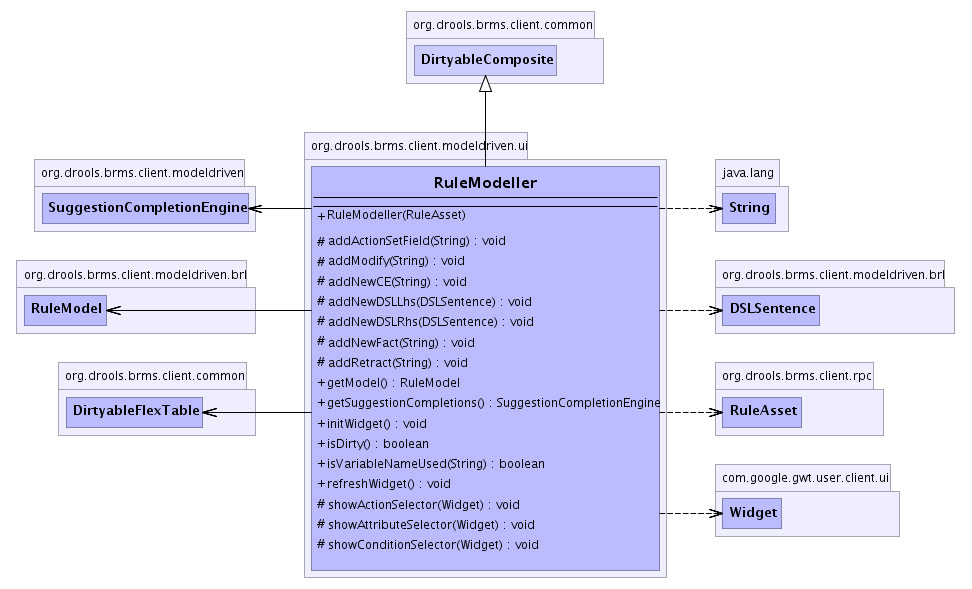 org.drools.brms.client.common
DirtyableComposite
org.drools.brms.client.modeldriven.ui
RuleModeller
+RuleModeller(RuleAsset)
# addActionSetField(String) : void
# addModify(String) : void
# addNewCE(String) : void
# addNewDSLLhs(DSLSentence) : void
# addNewDSLRhs(DSLSentence) : void
# addNewFact(String) : void
# addRetract(String) : void
+getModel() : RuleModel
+getSuggestionCompletions() : SuggestionCompletionEngine
+initWidget() : void
+isDirty() : boolean
+isVariableNameUsed(String) : boolean
+refreshWidget() : void
# showActionSelector(Widget) : void
# showAttributeSelector(Widget) : void
# showConditionSelector(Widget) : void
org.drools.brms.client.modeldriven
SuggestionCompletionEngine
org.drools.brms.client.modeldriven.brl
RuleModel
org.drools.brms.client.common
DirtyableFlexTable
java.lang
String
org.drools.brms.client.modeldriven.brl
DSLSentence
org.drools.brms.client.rpc
RuleAsset
com.google.gwt.user.client.ui
Widget